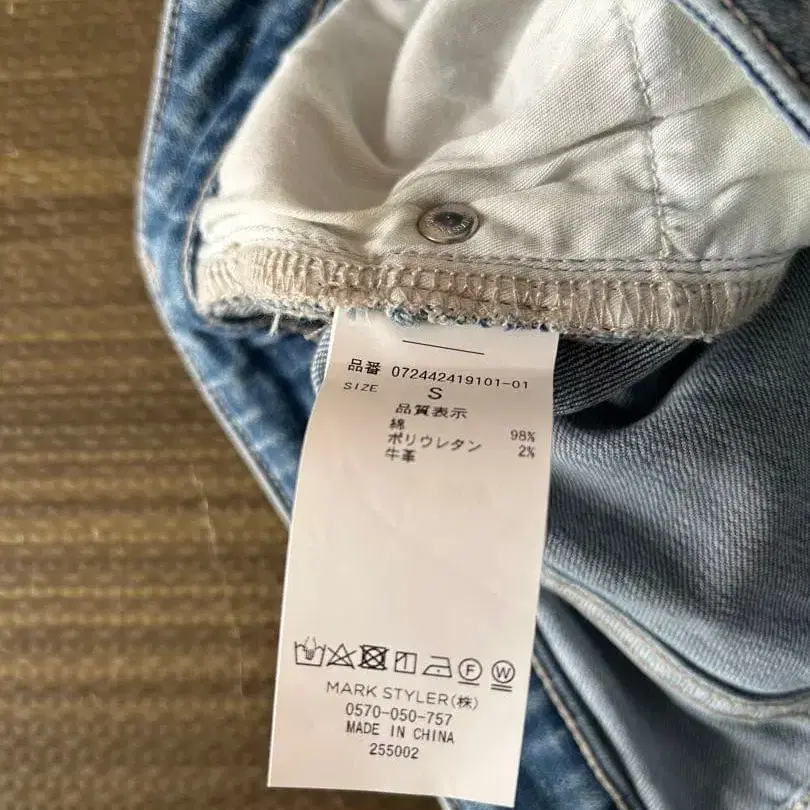 品番 072442419101-01
SIZE S
品質表示
綿 98%
ポリウレタン 2%
牛革
F W
MARK STYLER(株)
0570-050-757
MADE IN CHINA
255002